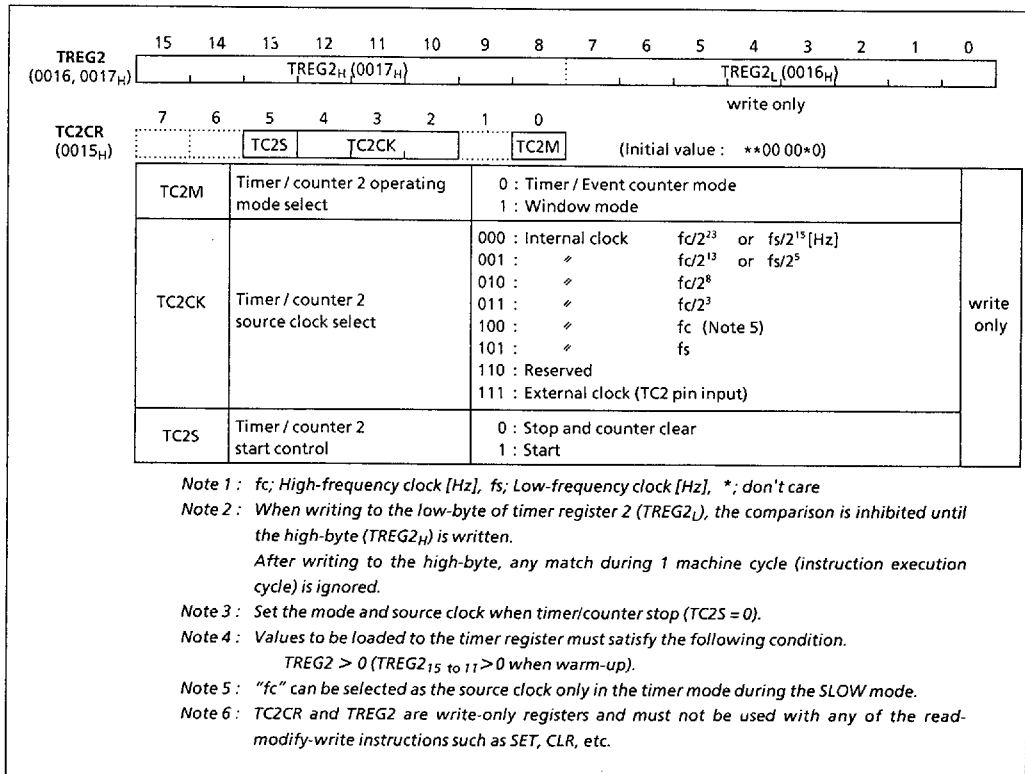 15 14 13 12 11 10 9 8 7 6 5 4 3 2 1 0
TREG2
(0016, 0017H)
TREG2H (0017H) TREG2L (0016H)
write only
7 6 5 4 3 2 1 0
TC2CR
(0015H)
TC2S TC2CK TC2M (Initial value : **00 00*0)
TC2M Timer / counter 2 operating mode select
0 : Timer / Event counter mode
1 : Window mode
TC2CK Timer / counter 2 source clock select
000 : Internal clock fc/2²³ or fs/2¹⁵ [Hz]
001 : 〃 fc/2¹³ or fs/2⁵
010 : 〃 fc/2⁸
011 : 〃 fc/2³
100 : 〃 fc (Note 5)
101 : 〃 fs
110 : Reserved
111 : External clock (TC2 pin input)
TC2S Timer / counter 2 start control
0 : Stop and counter clear
1 : Start
write only
Note 1 : fc; High-frequency clock [Hz], fs; Low-frequency clock [Hz], *; don't care
Note 2 : When writing to the low-byte of timer register 2 (TREG2L), the comparison is inhibited until
the high-byte (TREG2H) is written.
After writing to the high-byte, any match during 1 machine cycle (instruction execution
cycle) is ignored.
Note 3 : Set the mode and source clock when timer/counter stop (TC2S = 0).
Note 4 : Values to be loaded to the timer register must satisfy the following condition.
TREG2 > 0 (TREG2 15 to 11 > 0 when warm-up).
Note 5 : "fc" can be selected as the source clock only in the timer mode during the SLOW mode.
Note 6 : TC2CR and TREG2 are write-only registers and must not be used with any of the read-
modify-write instructions such as SET, CLR, etc.